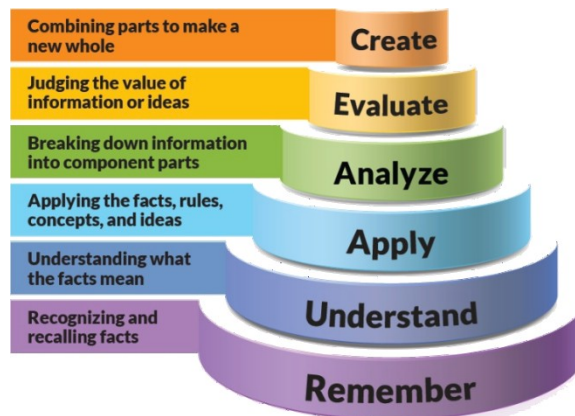 Combining parts to make a
new whole
Create
Judging the value of
information or ideas
Evaluate
Breaking down information
into component parts
Analyze
Applying the facts, rules,
concepts, and ideas
Apply
Understanding what
the facts mean
Understand
Recognizing and
recalling facts
Remember